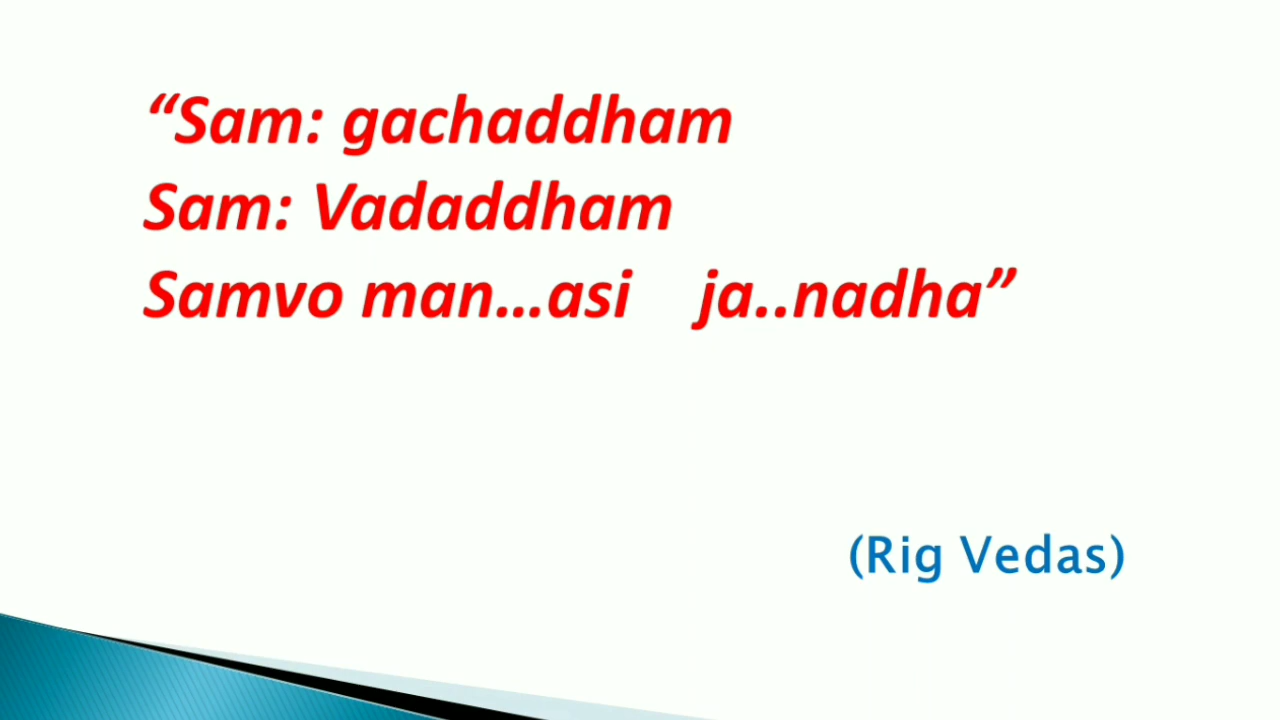 “Sam: gachaddham
Sam: Vadaddham
Samvo man...asi ja..nadha”
(Rig Vedas)